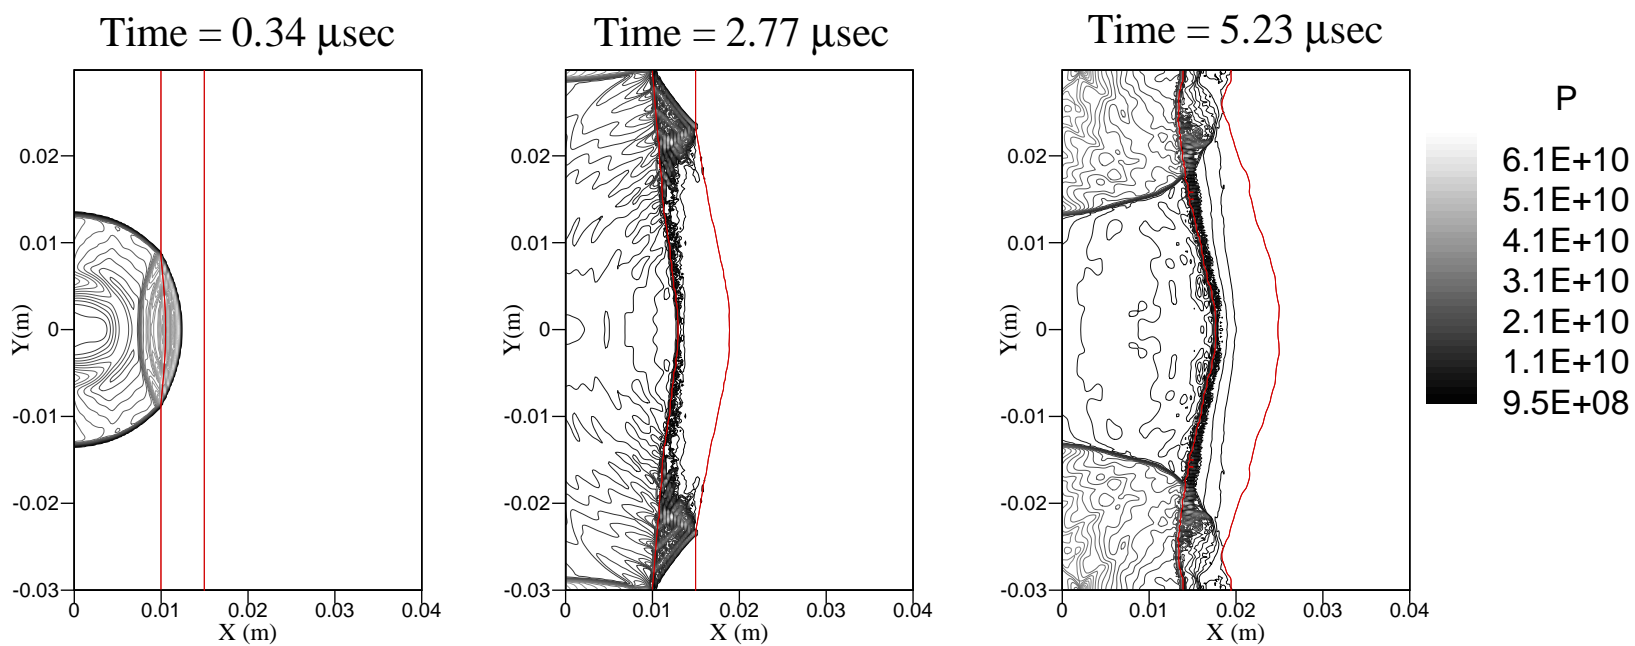 Time = 0.34 μsec
Time = 2.77 μsec
Time = 5.23 μsec
0.02
0.01
0
-0.01
-0.02
-0.03
Y(m)
0
0.01
0.02
0.03
0.04
X (m)
0.02
0.01
0
-0.01
-0.02
-0.03
Y(m)
0
0.01
0.02
0.03
0.04
X (m)
0.02
0.01
0
-0.01
-0.02
-0.03
Y(m)
0
0.01
0.02
0.03
0.04
X (m)
P
6.1E+10
5.1E+10
4.1E+10
3.1E+10
2.1E+10
1.1E+10
9.5E+08